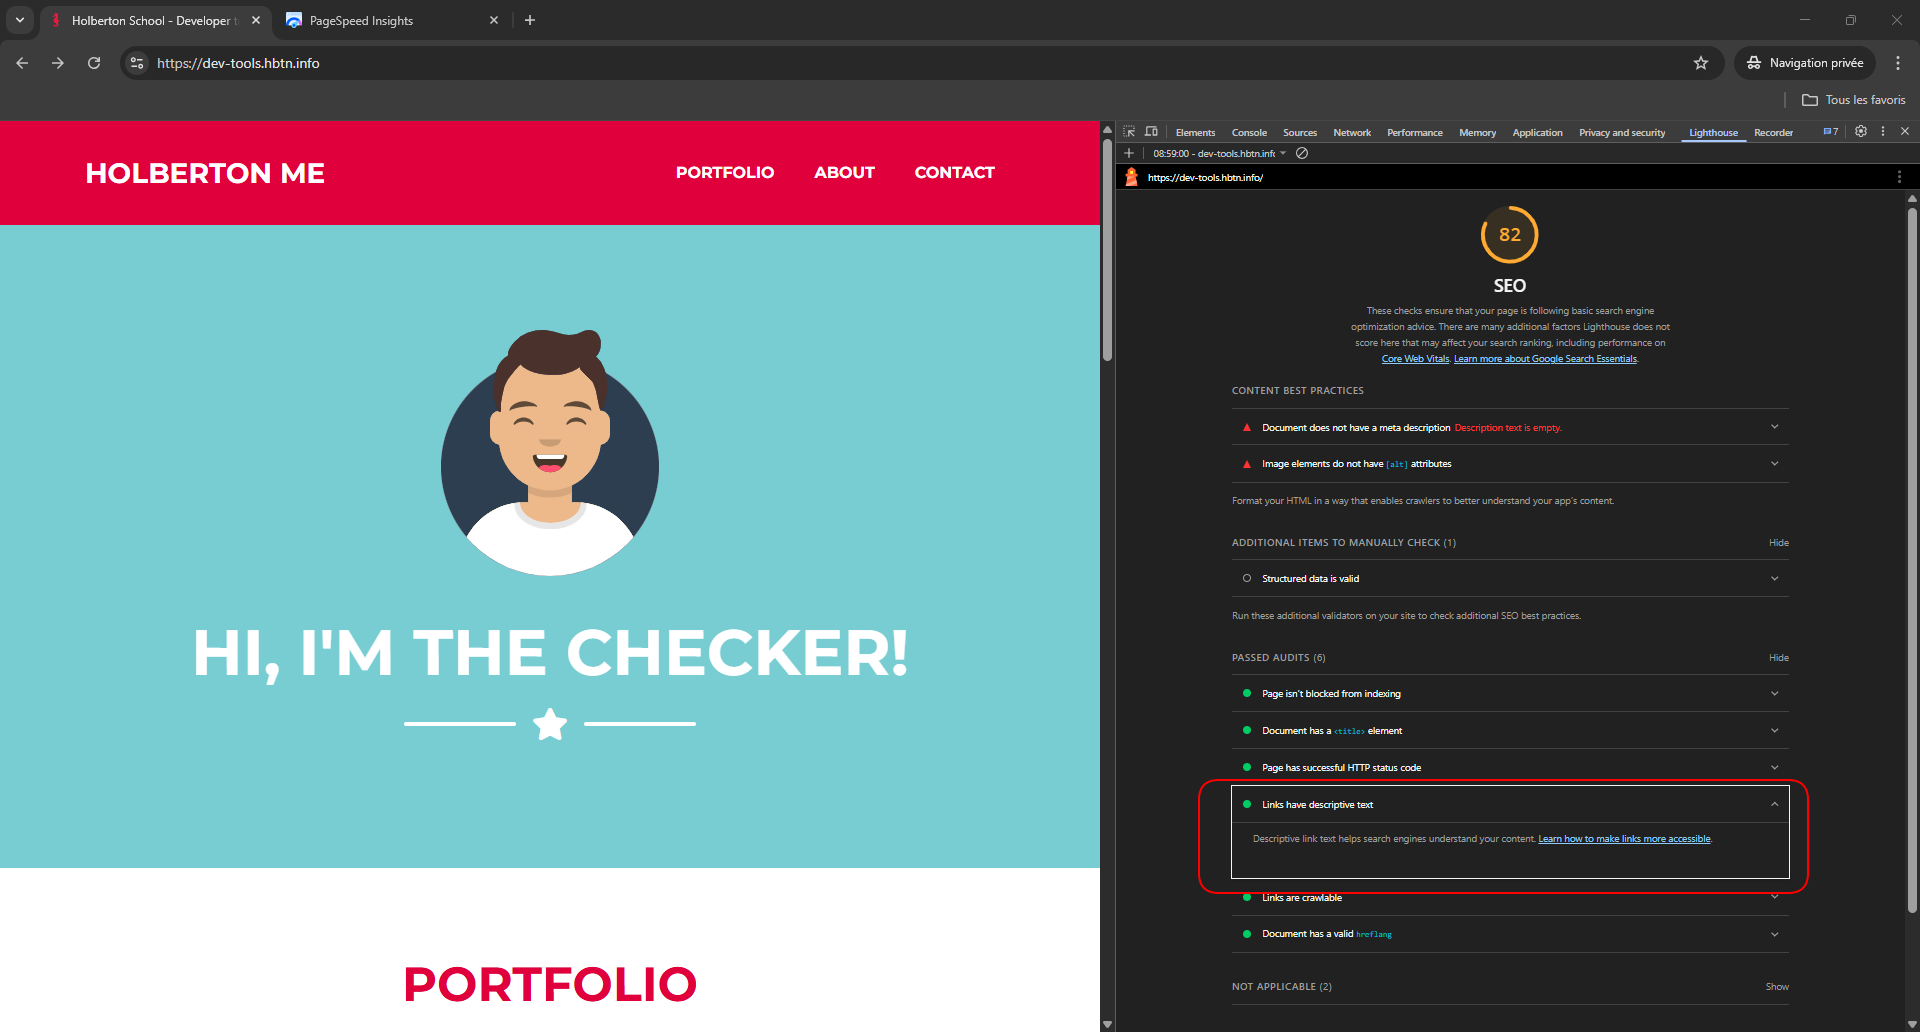 Holberton School - Developer t
PageSpeed Insights
https://dev-tools.hbtn.info
Navigation privée
Tous les favoris
HOLBERTON ME
PORTFOLIO
ABOUT
CONTACT
HI, I'M THE CHECKER!
PORTFOLIO
Elements
Console
Sources
Network
Performance
Memory
Application
Privacy and security
Lighthouse
Recorder
7
08:59:00 - dev-tools.hbtn.info
https://dev-tools.hbtn.info/
82
SEO
These checks ensure that your page is following basic search engine
optimization advice. There are many additional factors Lighthouse does not
score here that may affect your search ranking, including performance on
Core Web Vitals. Learn more about Google Search Essentials.
CONTENT BEST PRACTICES
Document does not have a meta description Description text is empty.
Image elements do not have [alt] attributes
Format your HTML in a way that enables crawlers to better understand your app's content.
ADDITIONAL ITEMS TO MANUALLY CHECK (1)
Hide
Structured data is valid
Run these additional validators on your site to check additional SEO best practices.
PASSED AUDITS (6)
Hide
Page isn't blocked from indexing
Document has a <title> element
Page has successful HTTP status code
Links have descriptive text
Descriptive link text helps search engines understand your content. Learn how to make links more accessible.
Links are crawlable
Document has a valid hreflang
NOT APPLICABLE (2)
Show